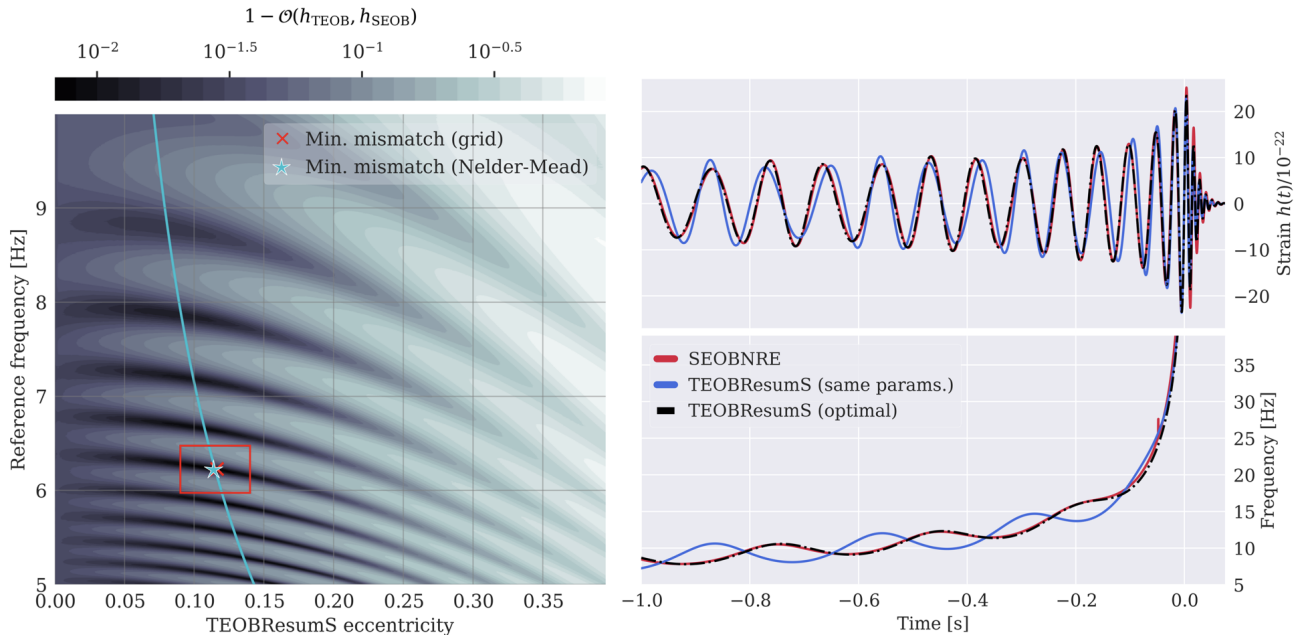 1 − 𝒪(h_TEOB, h_SEOB)
10^−2 10^−1.5 10^−1 10^−0.5
Min. mismatch (grid)
Min. mismatch (Nelder-Mead)
Reference frequency [Hz]
9
8
7
6
5
0.00 0.05 0.10 0.15 0.20 0.25 0.30 0.35
TEOBResumS eccentricity
20
10
0
−10
−20
Strain h(t)/10^−22
SEOBNRE
TEOBResumS (same params.)
TEOBResumS (optimal)
35
30
25
20
15
10
5
Frequency [Hz]
−1.0 −0.8 −0.6 −0.4 −0.2 0.0
Time [s]